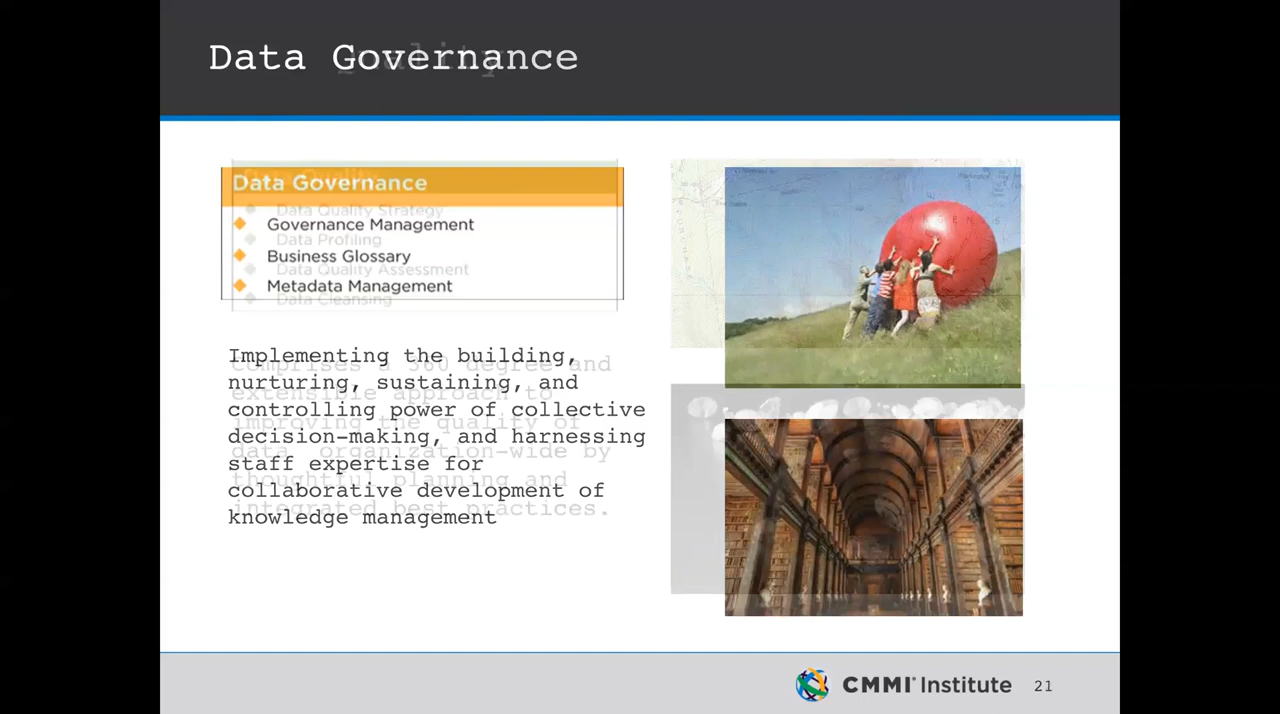 Data Governance
quality
Data Governance
Data Quality
Data Quality Strategy
Governance Management
Data Profiling
Business Glossary
Data Quality Assessment
Metadata Management
Data Cleansing
Implementing the building,
nurturing, sustaining, and
controlling power of collective
decision-making, and harnessing
staff expertise for
collaborative development of
knowledge management
Comprises a 360 degree and
extensible approach to
improving the quality of
data organization-wide by
thoughtful planning and
integrated best practices.
CMMI® Institute
21